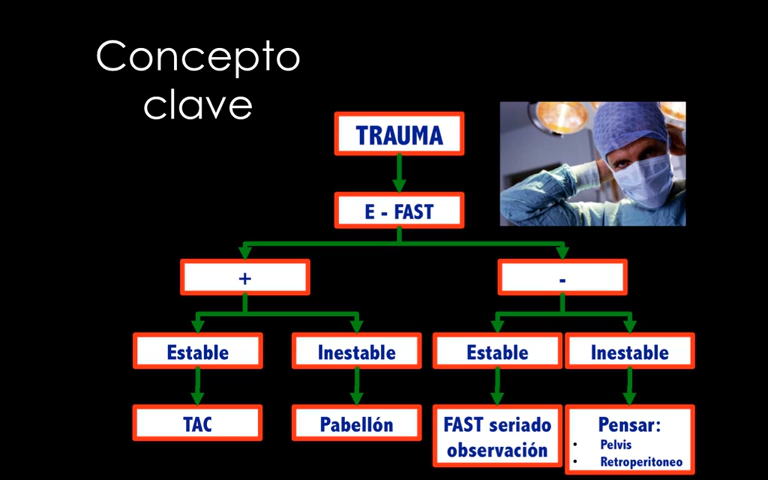 Concepto
clave
TRAUMA
E - FAST
+
-
Estable
Inestable
Estable
Inestable
TAC
Pabellón
FAST seriado
observación
Pensar:
• Pelvis
• Retroperitoneo